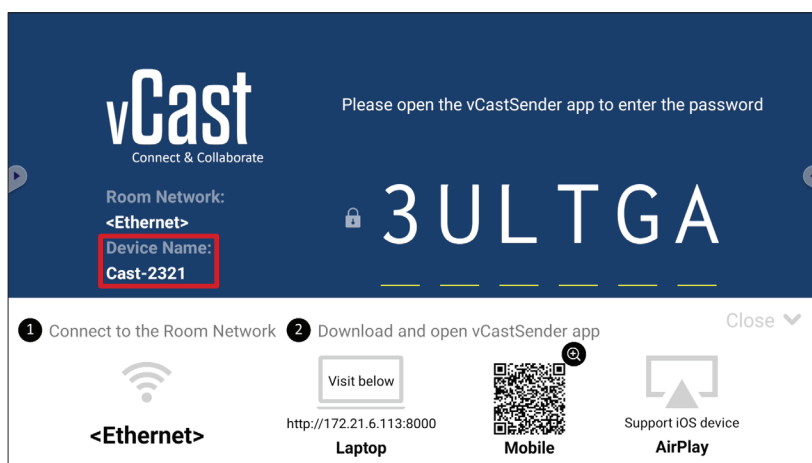 vCast
Connect & Collaborate
Please open the vCastSender app to enter the password
Room Network:
<Ethernet>
Device Name:
Cast-2321
3ULTGA
1 Connect to the Room Network
2 Download and open vCastSender app
Close
<Ethernet>
Visit below
http://172.21.6.113:8000
Laptop
Mobile
Support iOS device
AirPlay